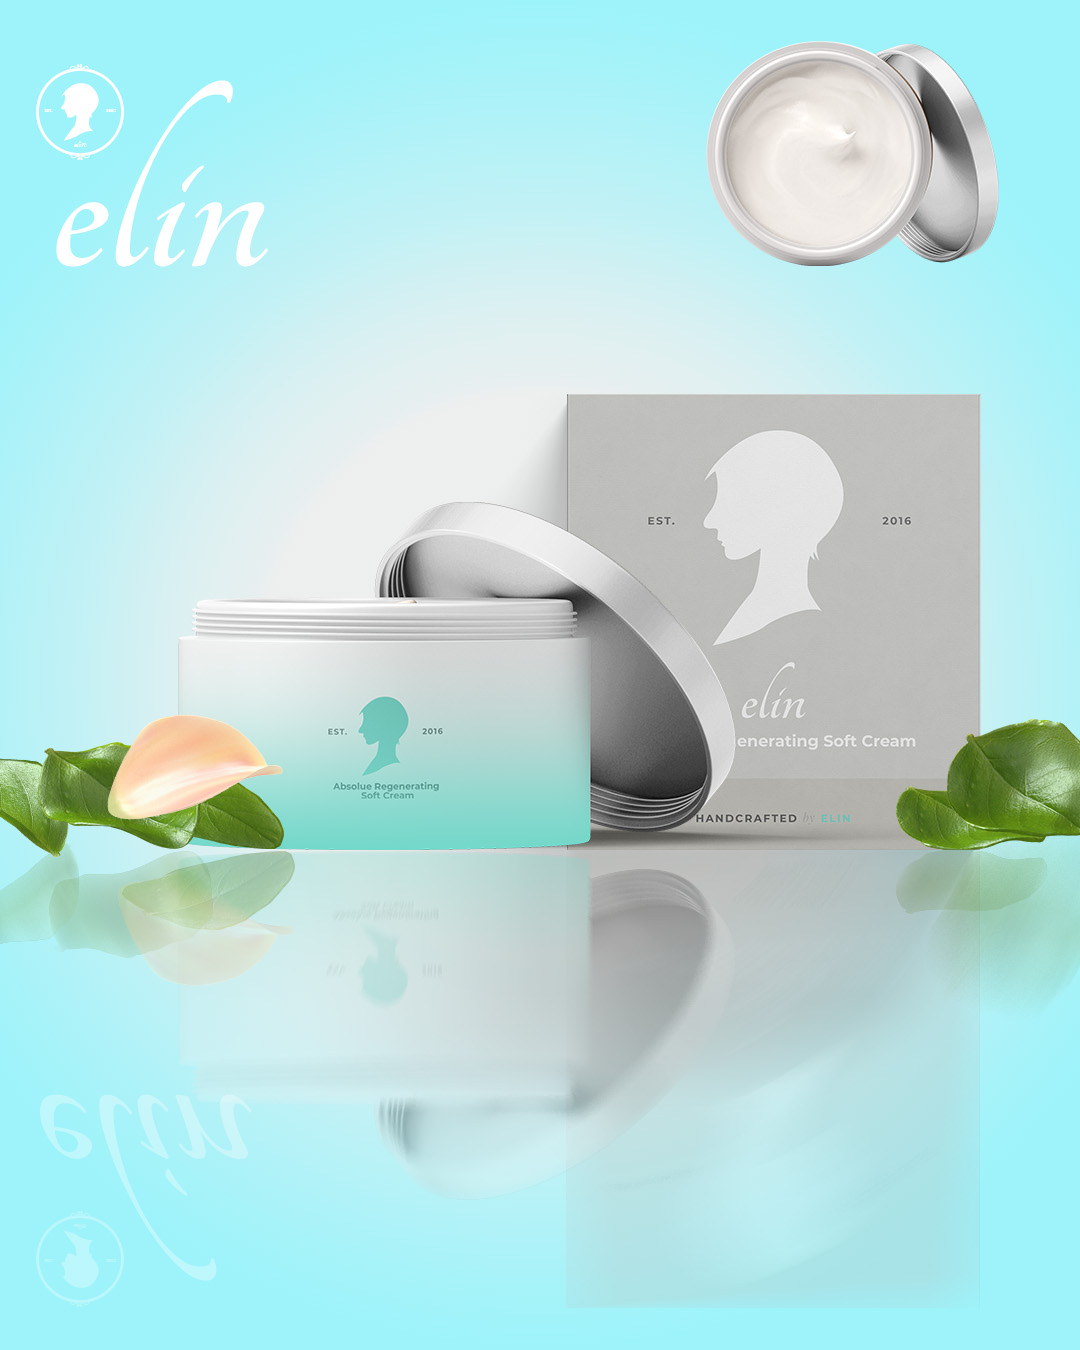 elin
EST. 2016
elin
enerating Soft Cream
HANDCRAFTED by ELIN
EST. 2016
Absolue Regenerating
Soft Cream